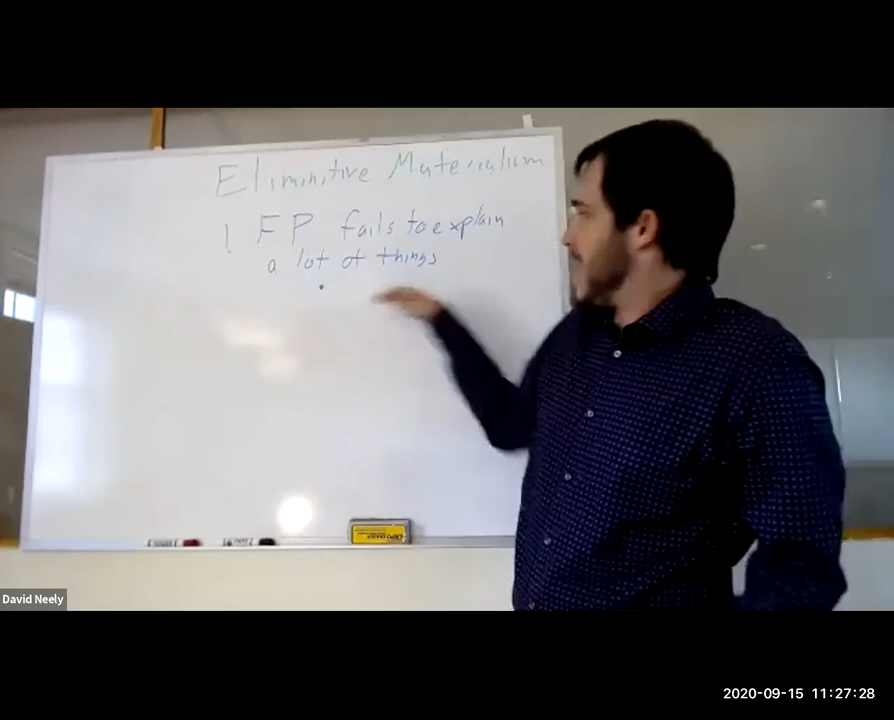 Eliminitive Materialism
1 FP fails to explain
a lot of things
•
David Neely
2020-09-15 11:27:28